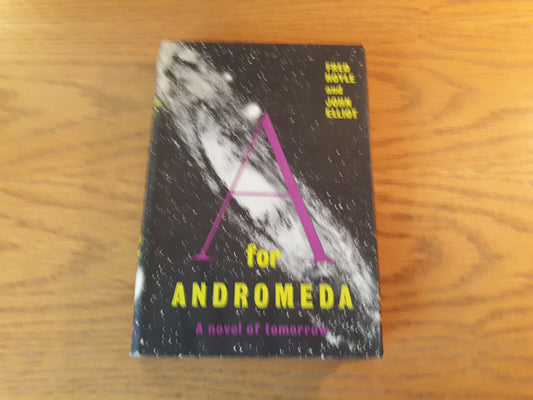 FRED
HOYLE
and
JOHN
ELLIOT
A
for
ANDROMEDA
A novel of tomorrow